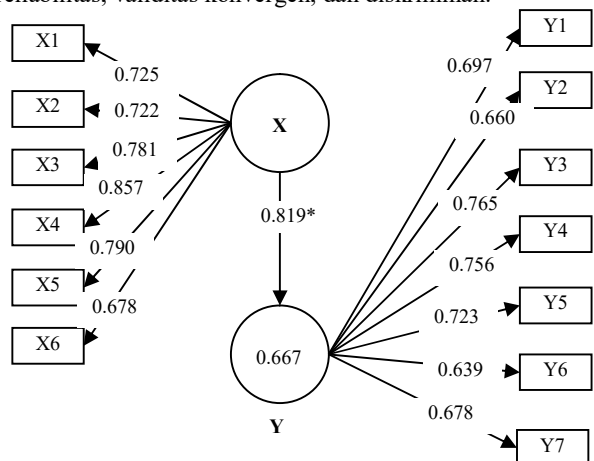 reliabilitas, validitas konvergen, dan diskriminan.
X1
X2
X3
X4
X5
X6
0.725
0.722
0.781
0.857
0.790
0.678
X
0.819*
0.667
Y
0.697
0.660
0.765
0.756
0.723
0.639
0.678
Y1
Y2
Y3
Y4
Y5
Y6
Y7